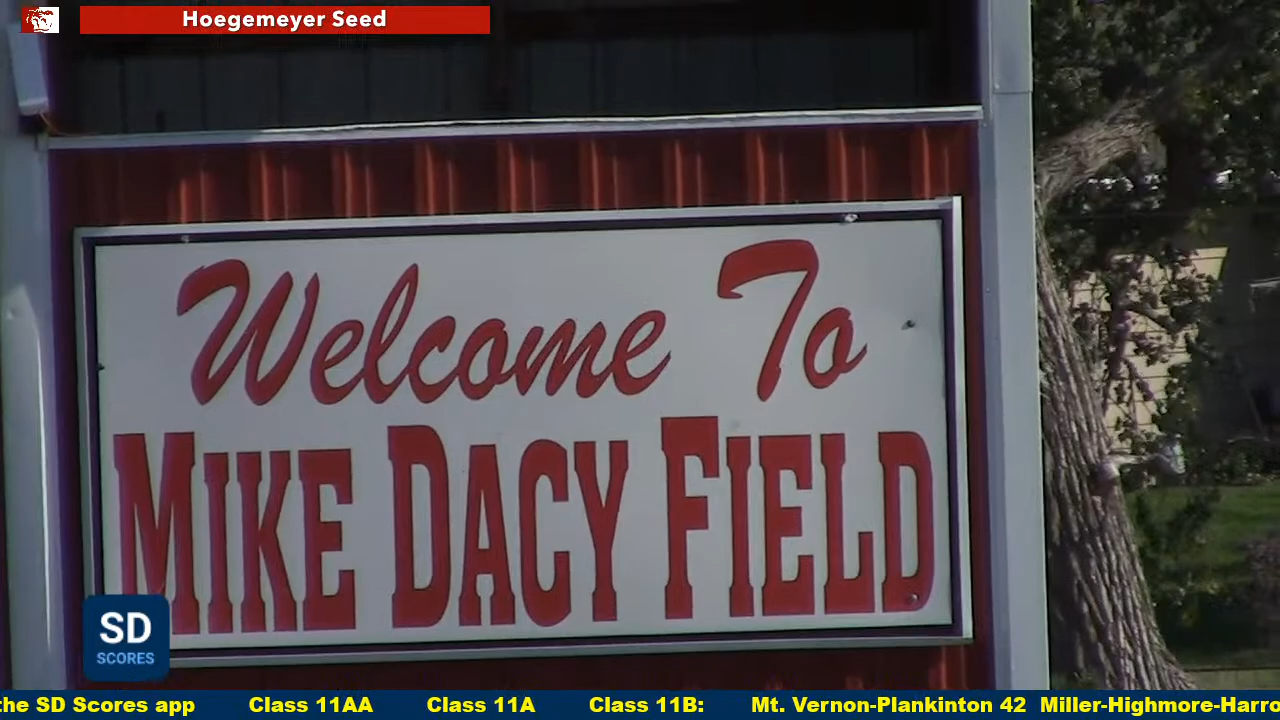 Hoegemeyer Seed
Welcome To
MIKE DACY FIELD
SD
SCORES
the SD Scores app Class 11AA Class 11A Class 11B: Mt. Vernon-Plankinton 42 Miller-Highmore-Harro